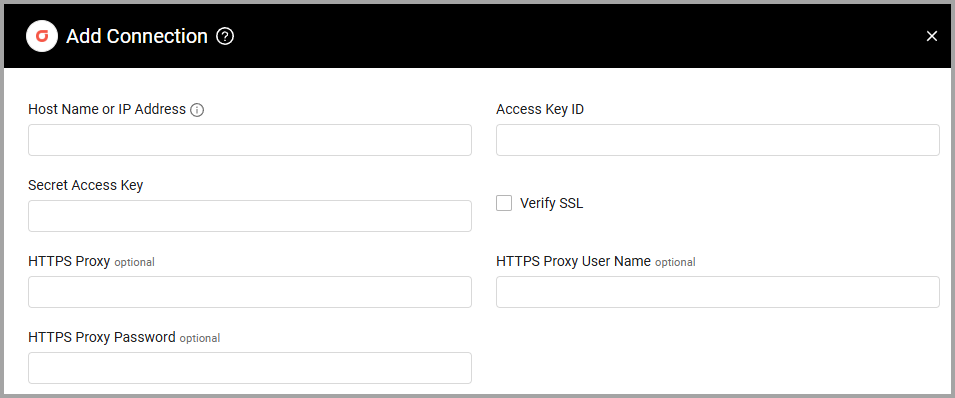 Add Connection
Host Name or IP Address
Access Key ID
Secret Access Key
Verify SSL
HTTPS Proxy optional
HTTPS Proxy User Name optional
HTTPS Proxy Password optional